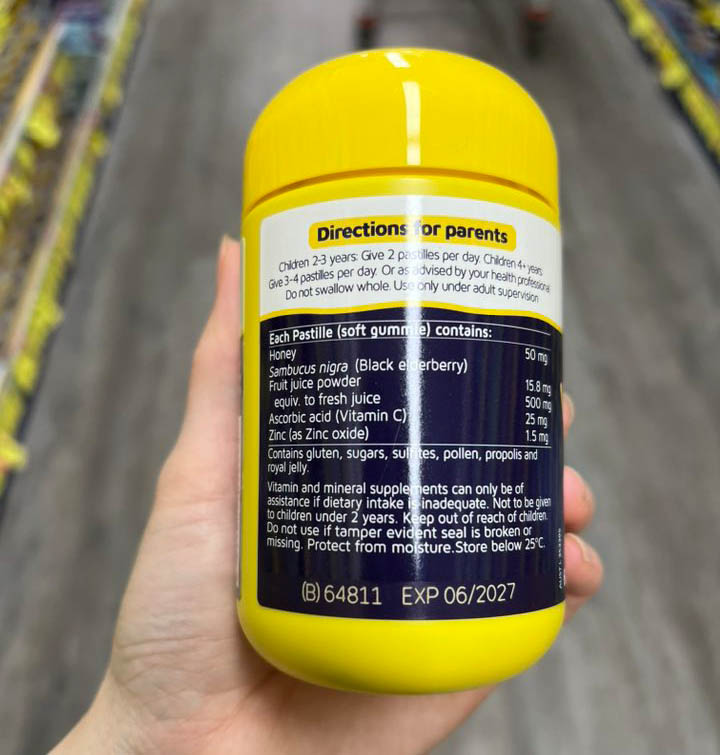 Directions for parents
Children 2-3 years: Give 2 pastilles per day. Children 4+ years:
Give 3-4 pastilles per day. Or as advised by your health professional
Do not swallow whole. Use only under adult supervision
Each Pastille (soft gummie) contains:
Honey 50 mg
Sambucus nigra (Black elderberry)
Fruit juice powder 15.8 mg
equiv. to fresh juice 500 mg
Ascorbic acid (Vitamin C) 25 mg
Zinc (as Zinc oxide) 1.5 mg
Contains gluten, sugars, sulfites, pollen, propolis and
royal jelly.
Vitamin and mineral supplements can only be of
assistance if dietary intake is inadequate. Not to be given
to children under 2 years. Keep out of reach of children.
Do not use if tamper evident seal is broken or
missing. Protect from moisture.Store below 25°C.
(B) 64811 EXP 06/2027